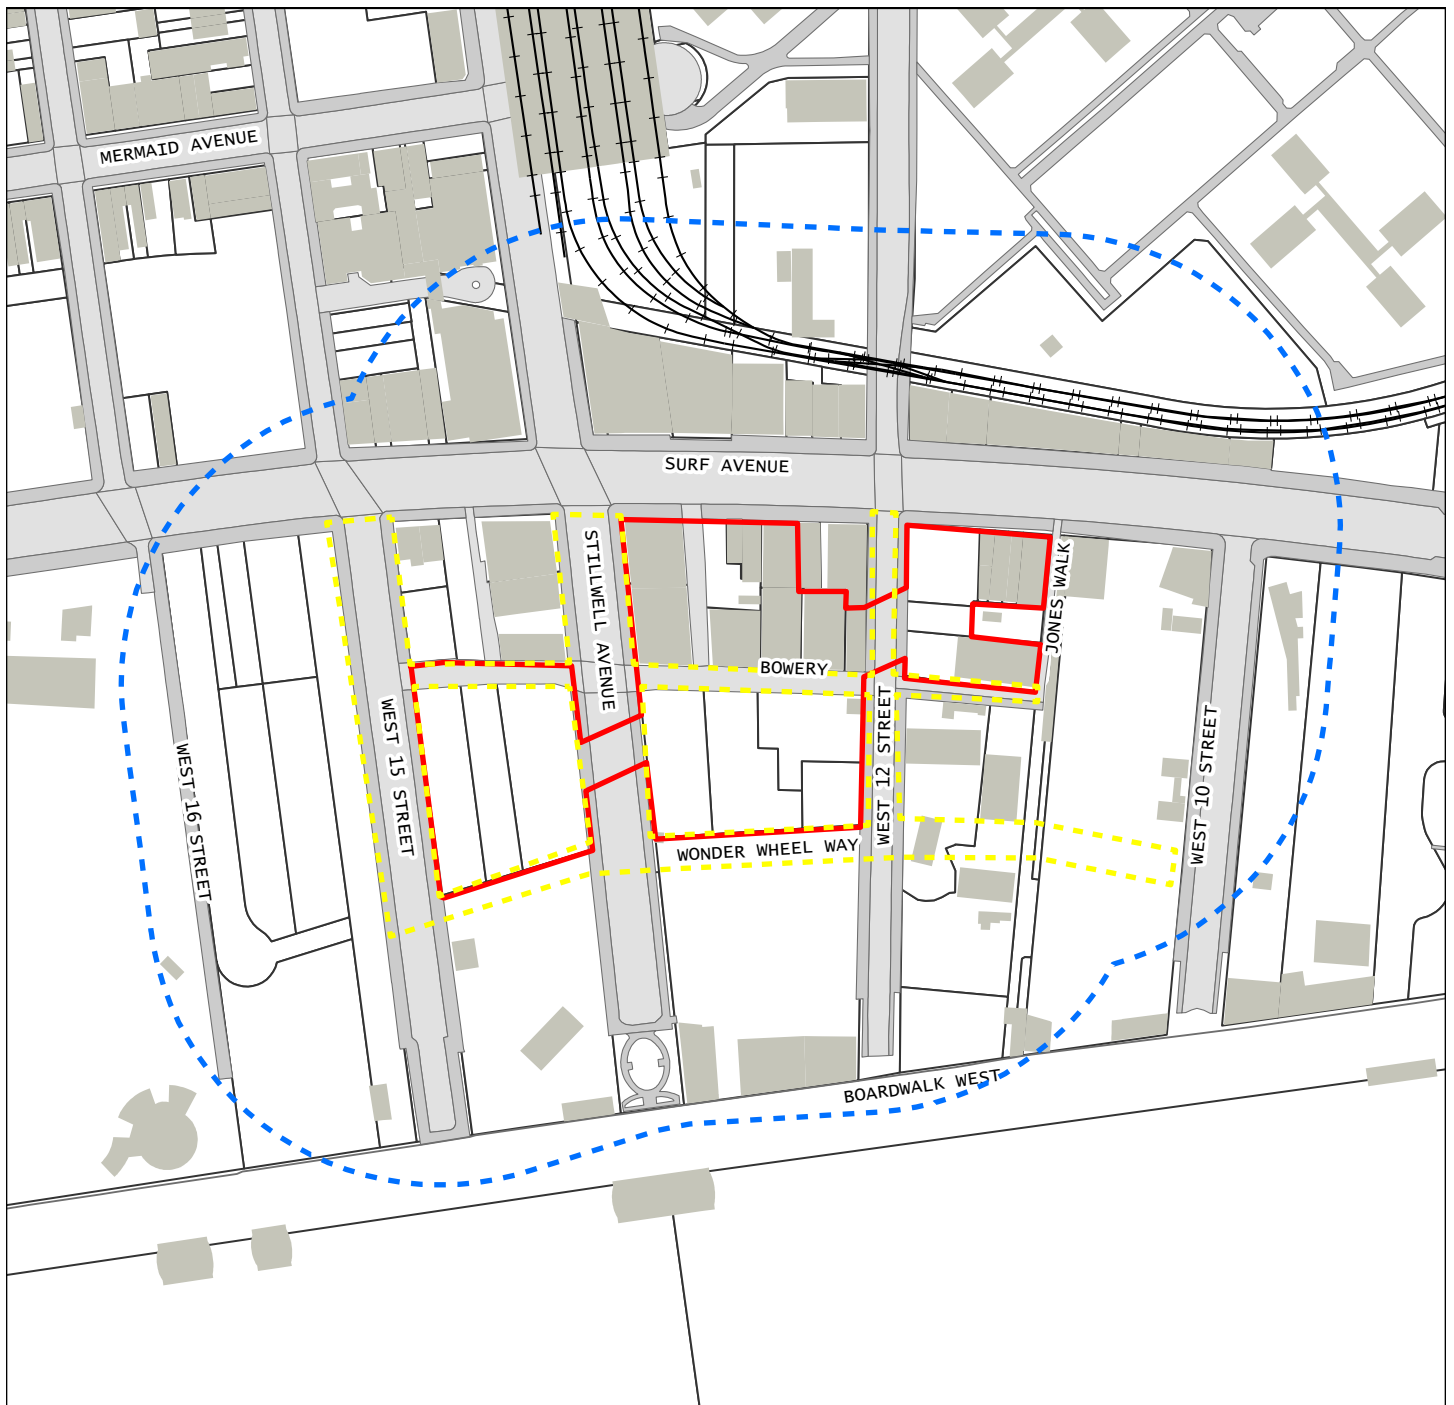 MERMAID AVENUE
SURF AVENUE
STILLWELL AVENUE
JONES WALK
BOWERY
WEST 15 STREET
WEST 12 STREET
WEST 10 STREET
WEST 16 STREET
WONDER WHEEL WAY
BOARDWALK WEST